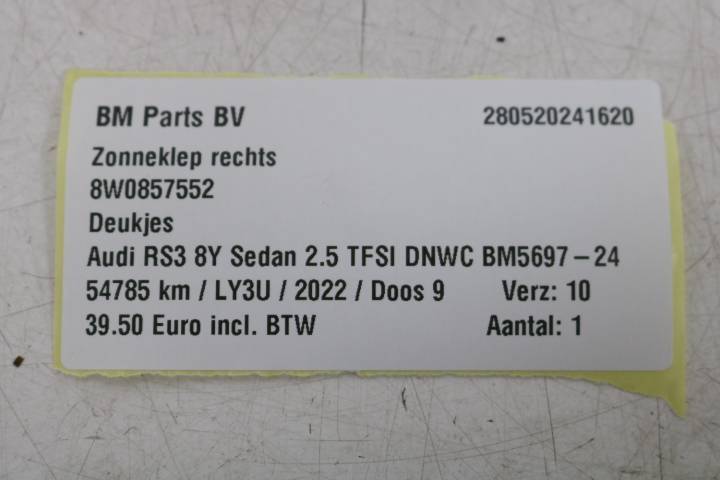 BM Parts BV 280520241620
Zonneklep rechts
8W0857552
Deukjes
Audi RS3 8Y Sedan 2.5 TFSI DNWC BM5697-24
54785 km / LY3U / 2022 / Doos 9 Verz: 10
39.50 Euro incl. BTW Aantal: 1